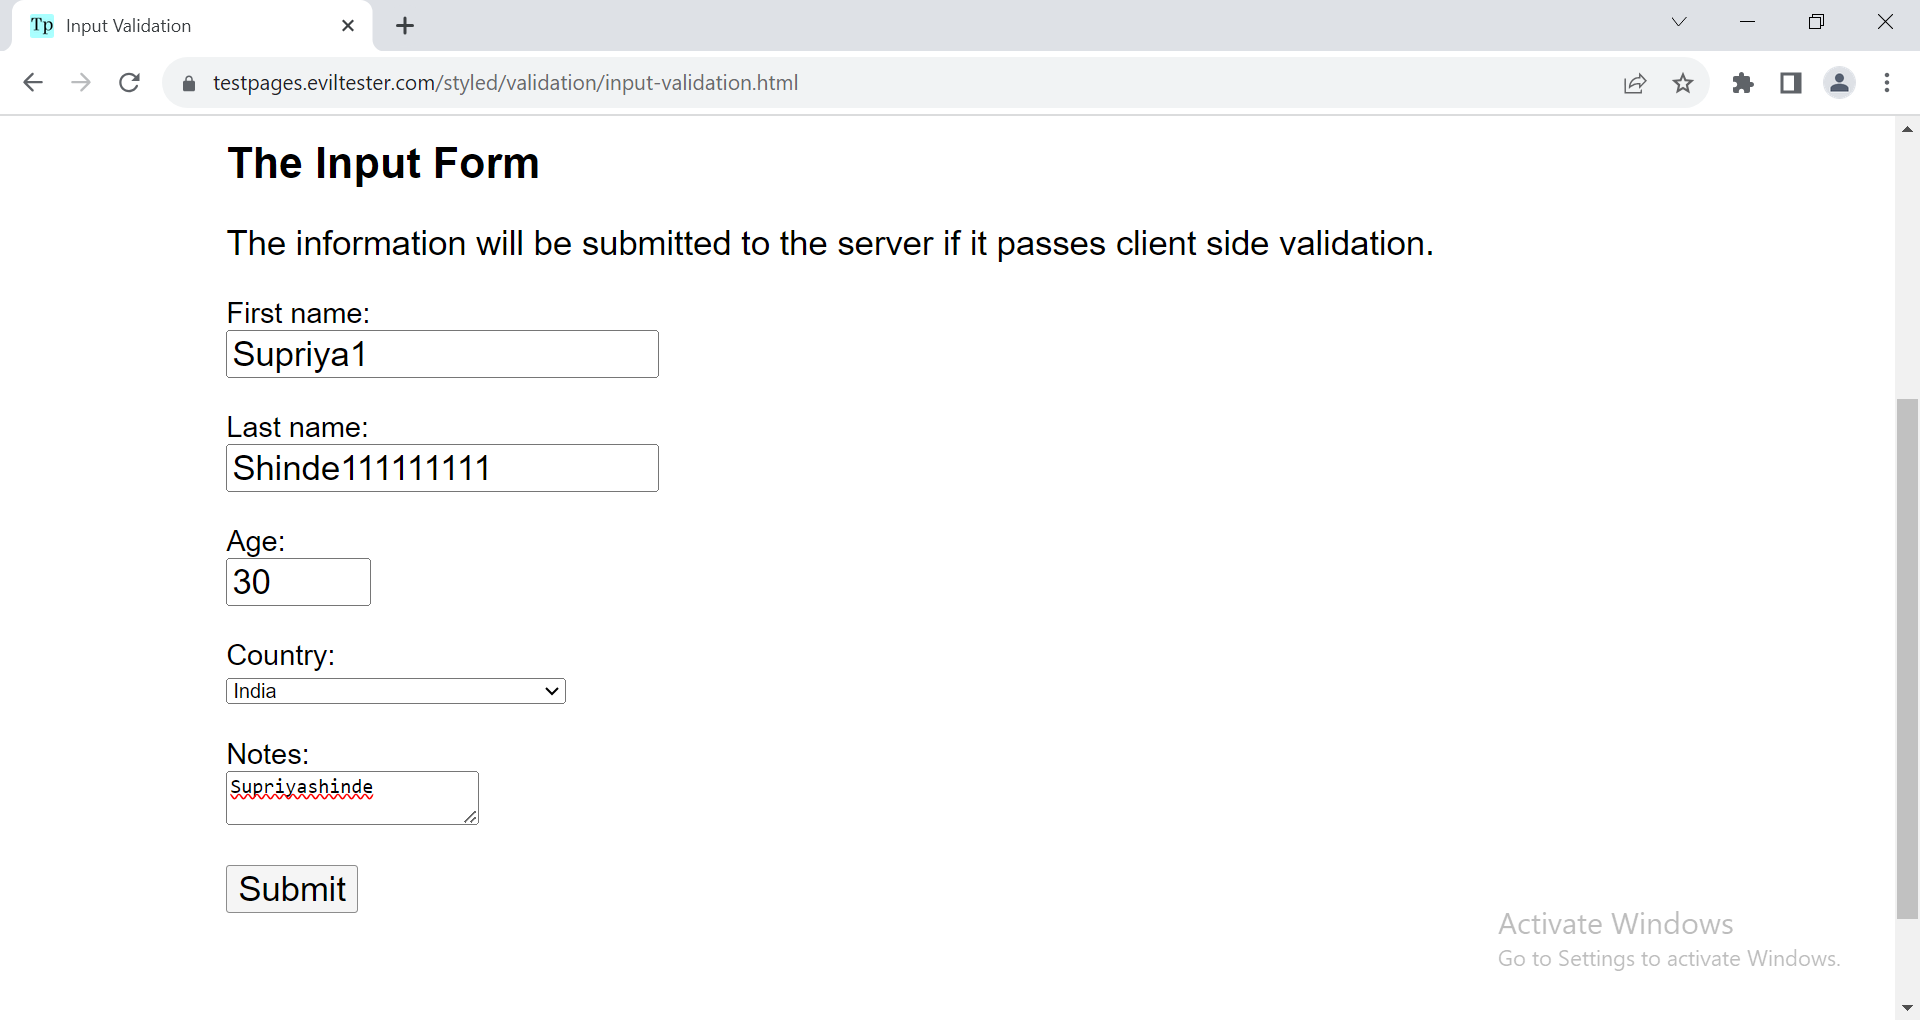 Tp Input Validation
testpages.eviltester.com/styled/validation/input-validation.html
The Input Form
The information will be submitted to the server if it passes client side validation.
First name:
Supriya1
Last name:
Shinde111111111
Age:
30
Country:
India
Notes:
Supriyashinde
Submit
Activate Windows
Go to Settings to activate Windows.